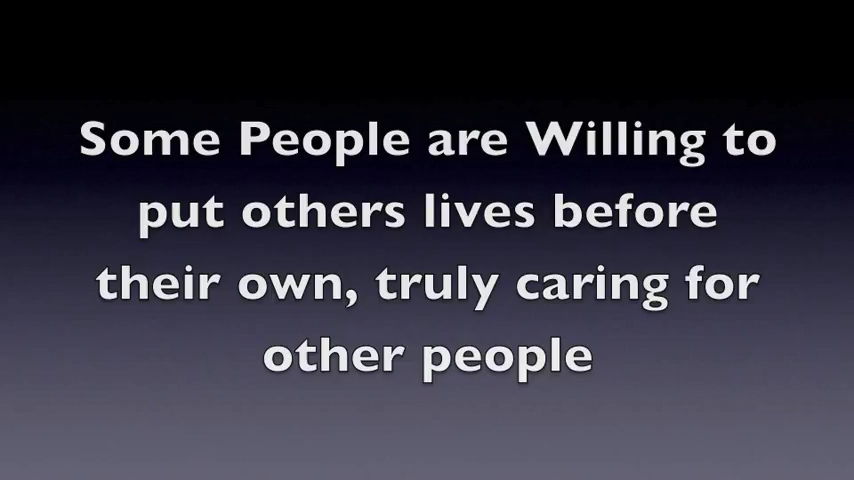 Some People are Willing to
put others lives before
their own, truly caring for
other people